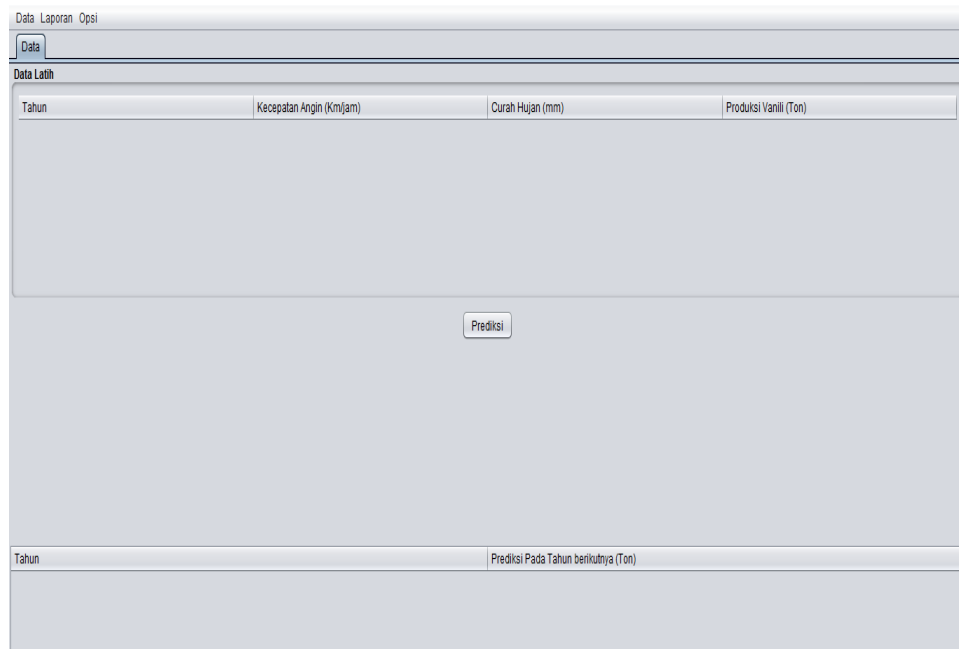 Data Laporan Opsi
Data
Data Latih
Tahun Kecepatan Angin (Km/jam) Curah Hujan (mm) Produksi Vanili (Ton)
Prediksi
Tahun Prediksi Pada Tahun berikutnya (Ton)